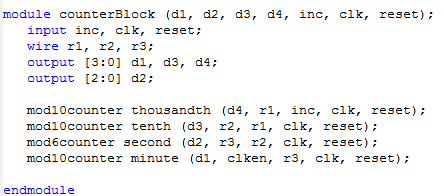 module counterBlock (d1, d2, d3, d4, inc, clk, reset);
input inc, clk, reset;
wire r1, r2, r3;
output [3:0] d1, d3, d4;
output [2:0] d2;
mod10counter thousandth (d4, r1, inc, clk, reset);
mod10counter tenth (d3, r2, r1, clk, reset);
mod6counter second (d2, r3, r2, clk, reset);
mod10counter minute (d1, clken, r3, clk, reset);
endmodule